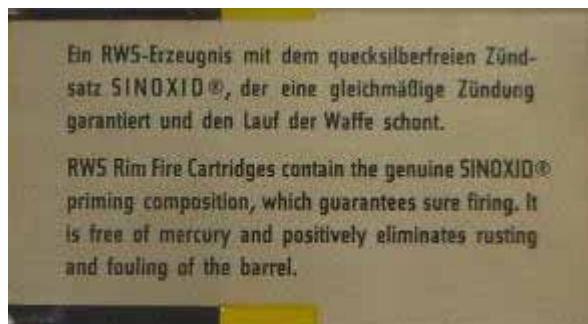 Ein RWS-Erzeugnis mit dem quecksilberfreien Zünd-
satz SINOXID®, der eine gleichmäßige Zündung
garantiert und den Lauf der Waffe schont.
RWS Rim Fire Cartridges contain the genuine SINOXID®
priming composition, which guarantees sure firing. It
is free of mercury and positively eliminates rusting
and fouling of the barrel.